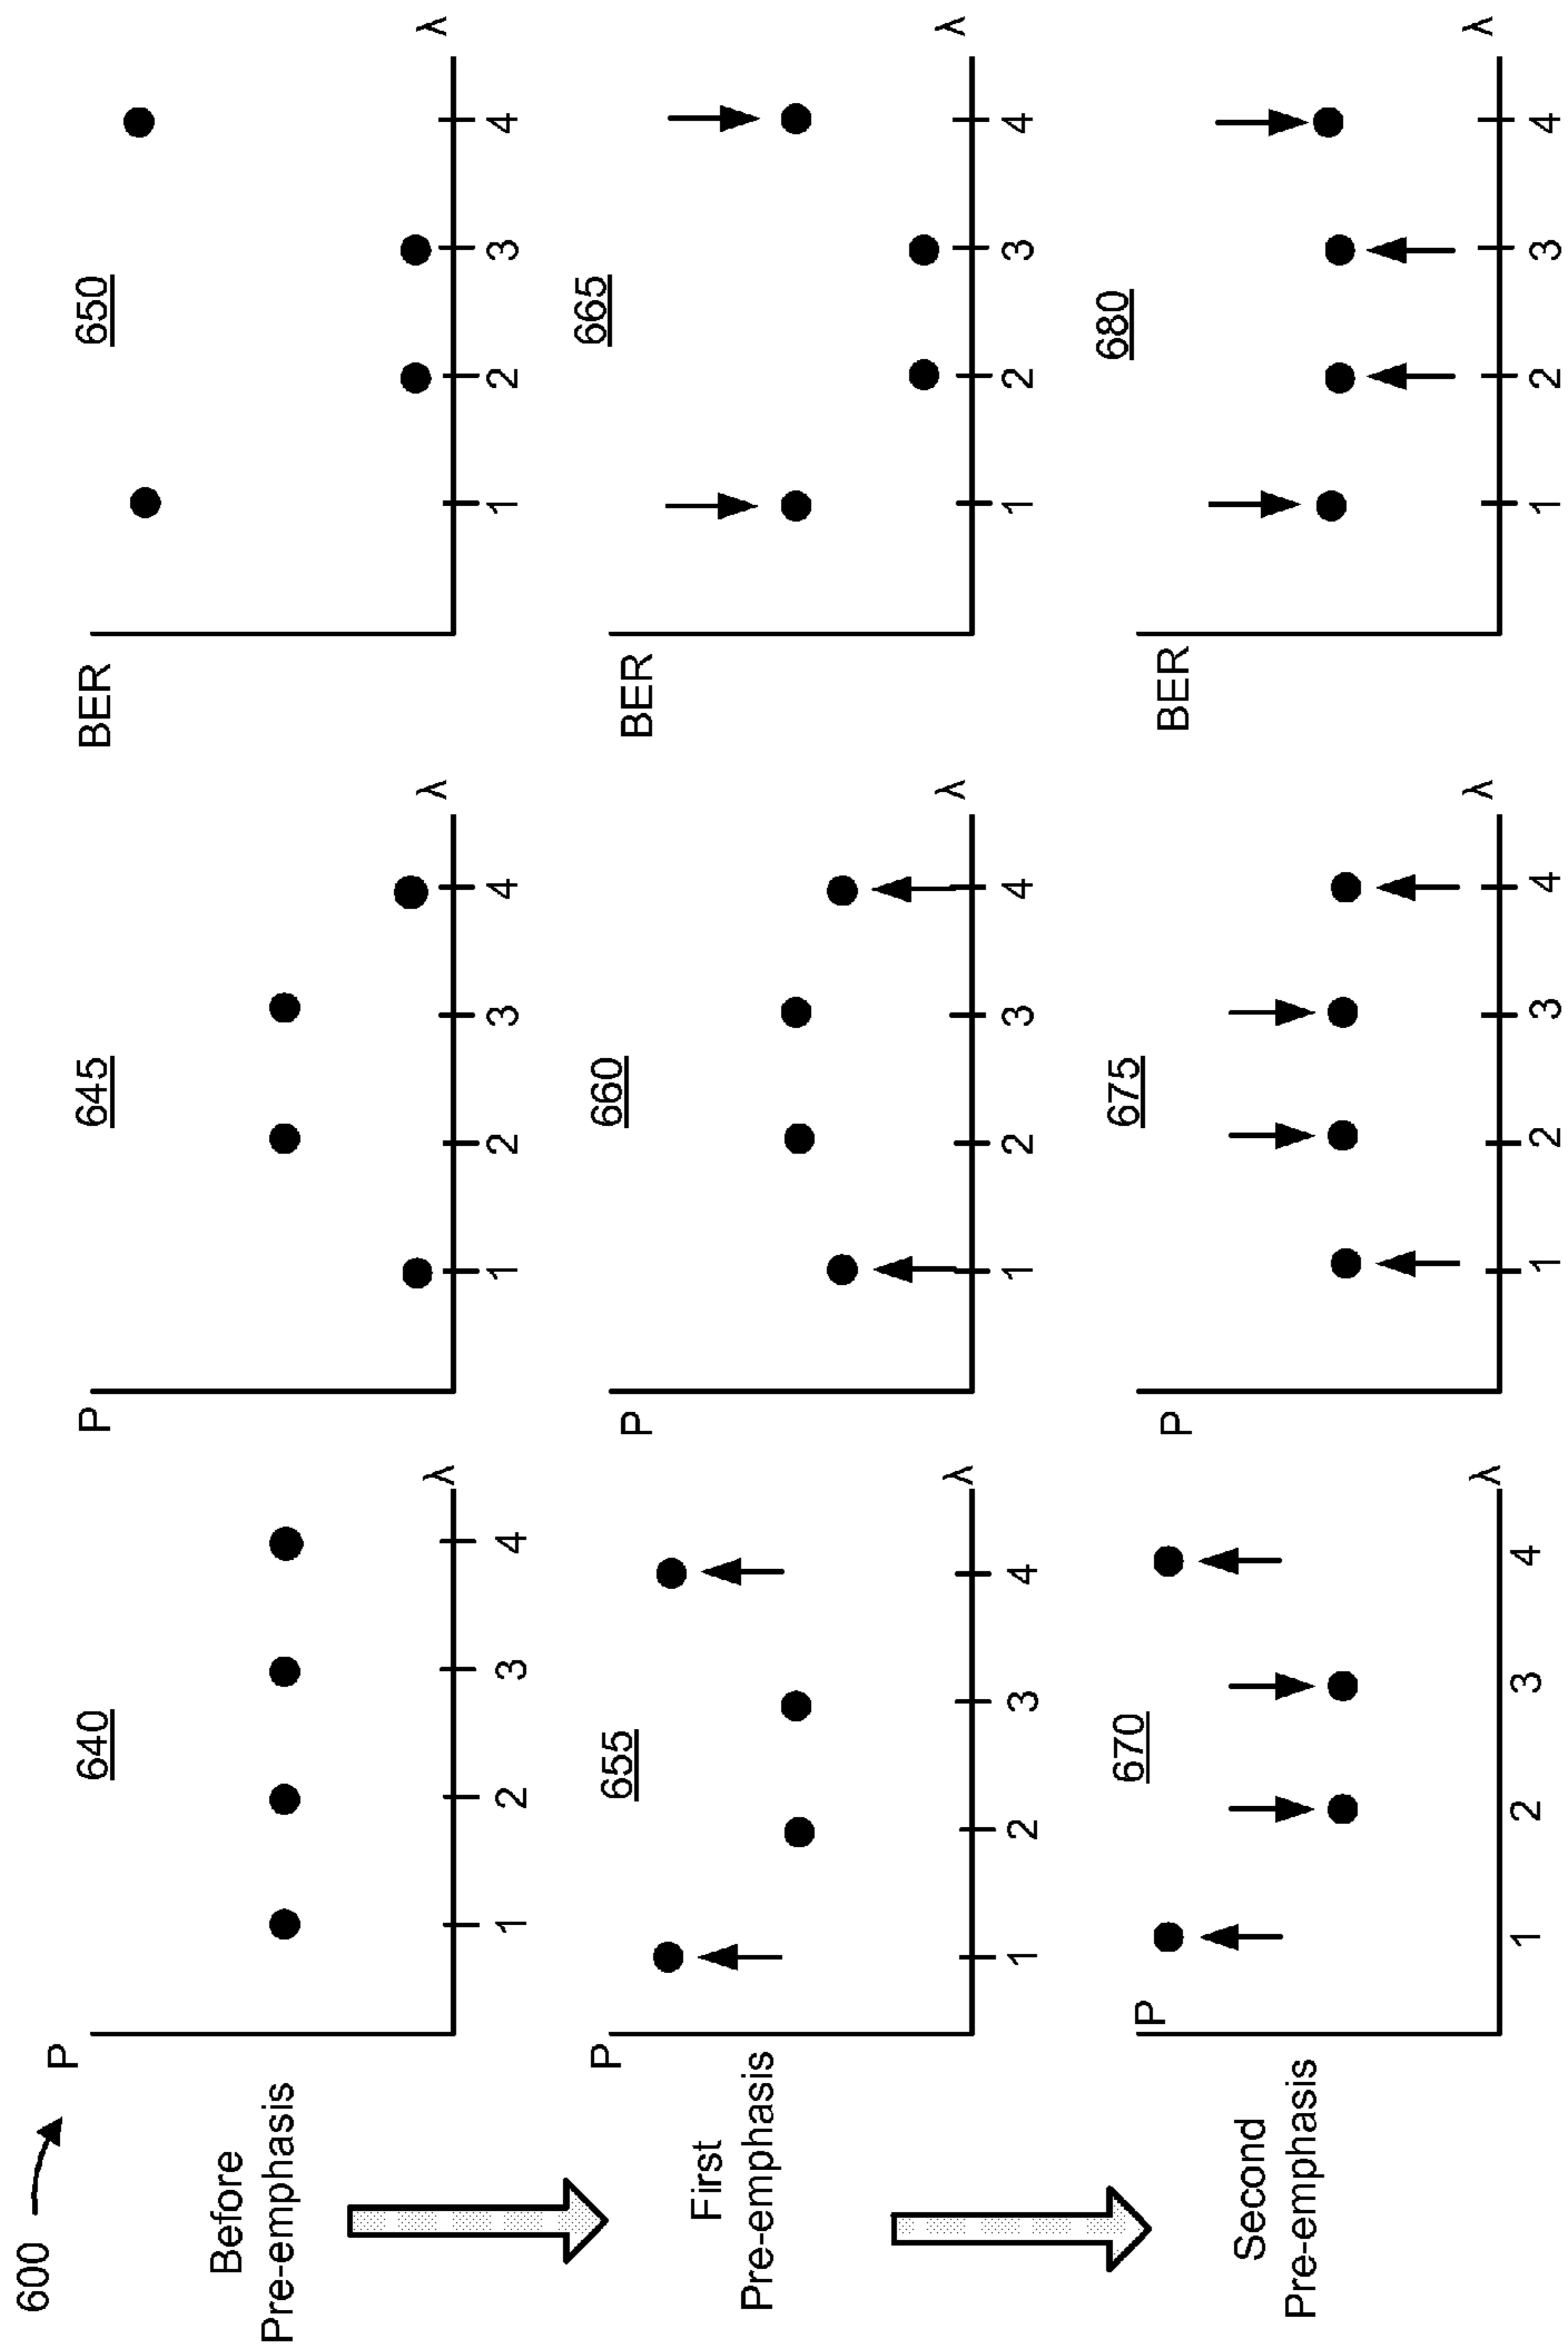 600
Before
Pre-emphasis
P
640
1 2 3 4 λ
P
645
1 2 3 4 λ
BER
650
1 2 3 4 λ
First
Pre-emphasis
P
655
1 2 3 4 λ
P
660
1 2 3 4 λ
BER
665
1 2 3 4 λ
Second
Pre-emphasis
P
670
1 2 3 4 λ
P
675
1 2 3 4 λ
BER
680
1 2 3 4 λ